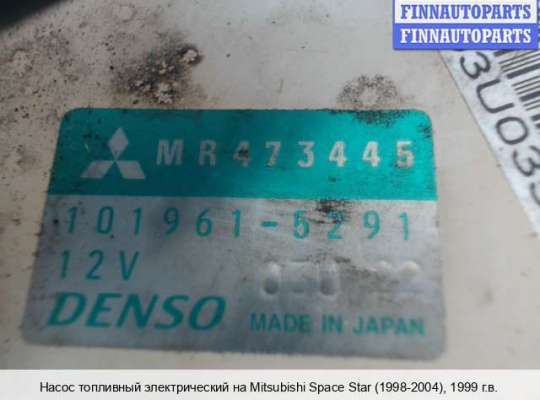 FINNAUTOPARTS
FINNAUTOPARTS
MR473445
101961-5291
12V
DENSO
MADE IN JAPAN
Насос топливный электрический на Mitsubishi Space Star (1998-2004), 1999 г.в.